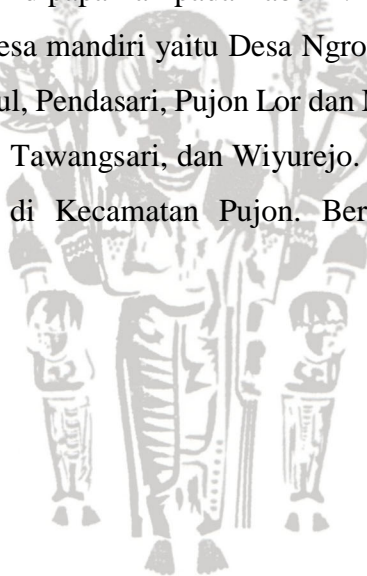 esa mandiri yaitu Desa Ngro
ul, Pendasari, Pujon Lor dan
Tawangsari, dan Wiyurejo.
di Kecamatan Pujon. Ber